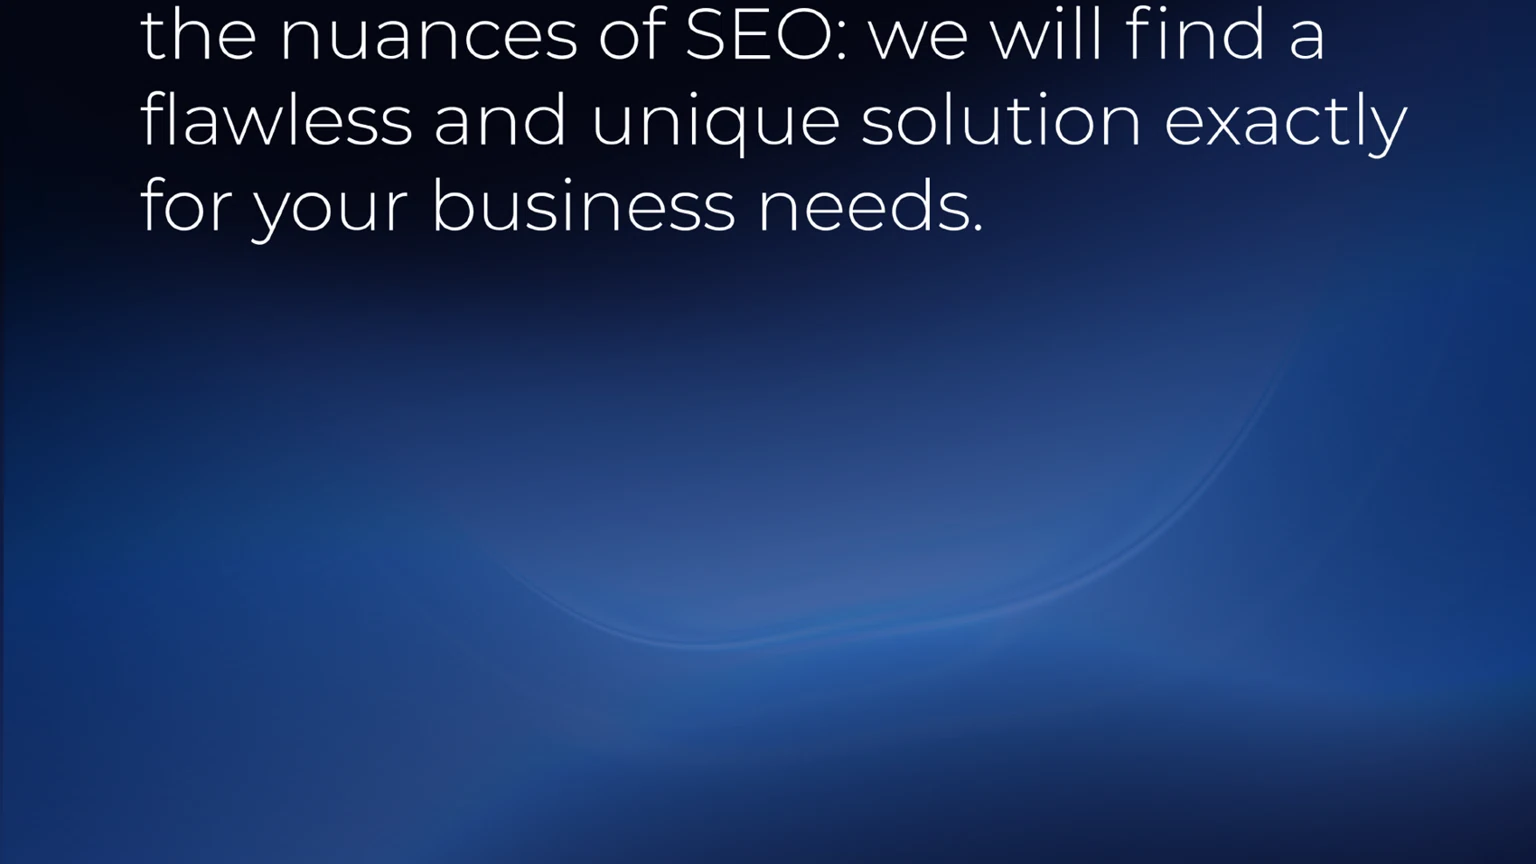 the nuances of SEO: we will find a
flawless and unique solution exactly
for your business needs.